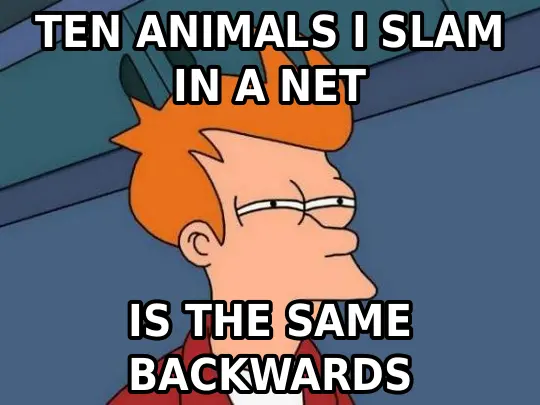 TEN ANIMALS I SLAM
IN A NET
IS THE SAME
BACKWARDS